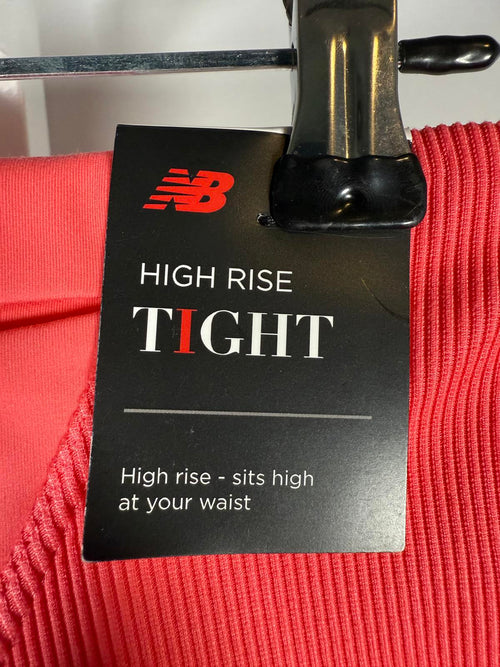 NB
HIGH RISE
TIGHT
High rise - sits high
at your waist